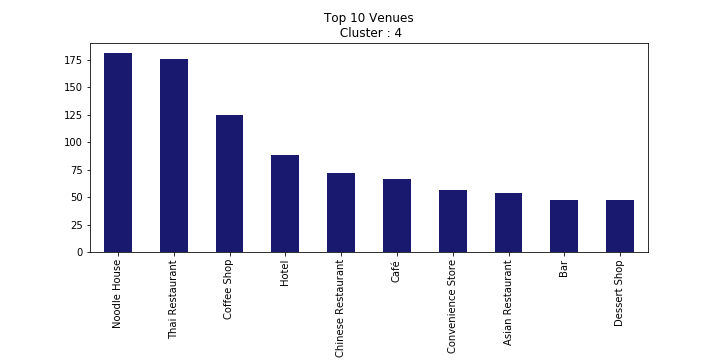 Top 10 Venues
Cluster : 4
175
150
125
100
75
50
25
0
Noodle House
Thai Restaurant
Coffee Shop
Hotel
Chinese Restaurant
Café
Convenience Store
Asian Restaurant
Bar
Dessert Shop